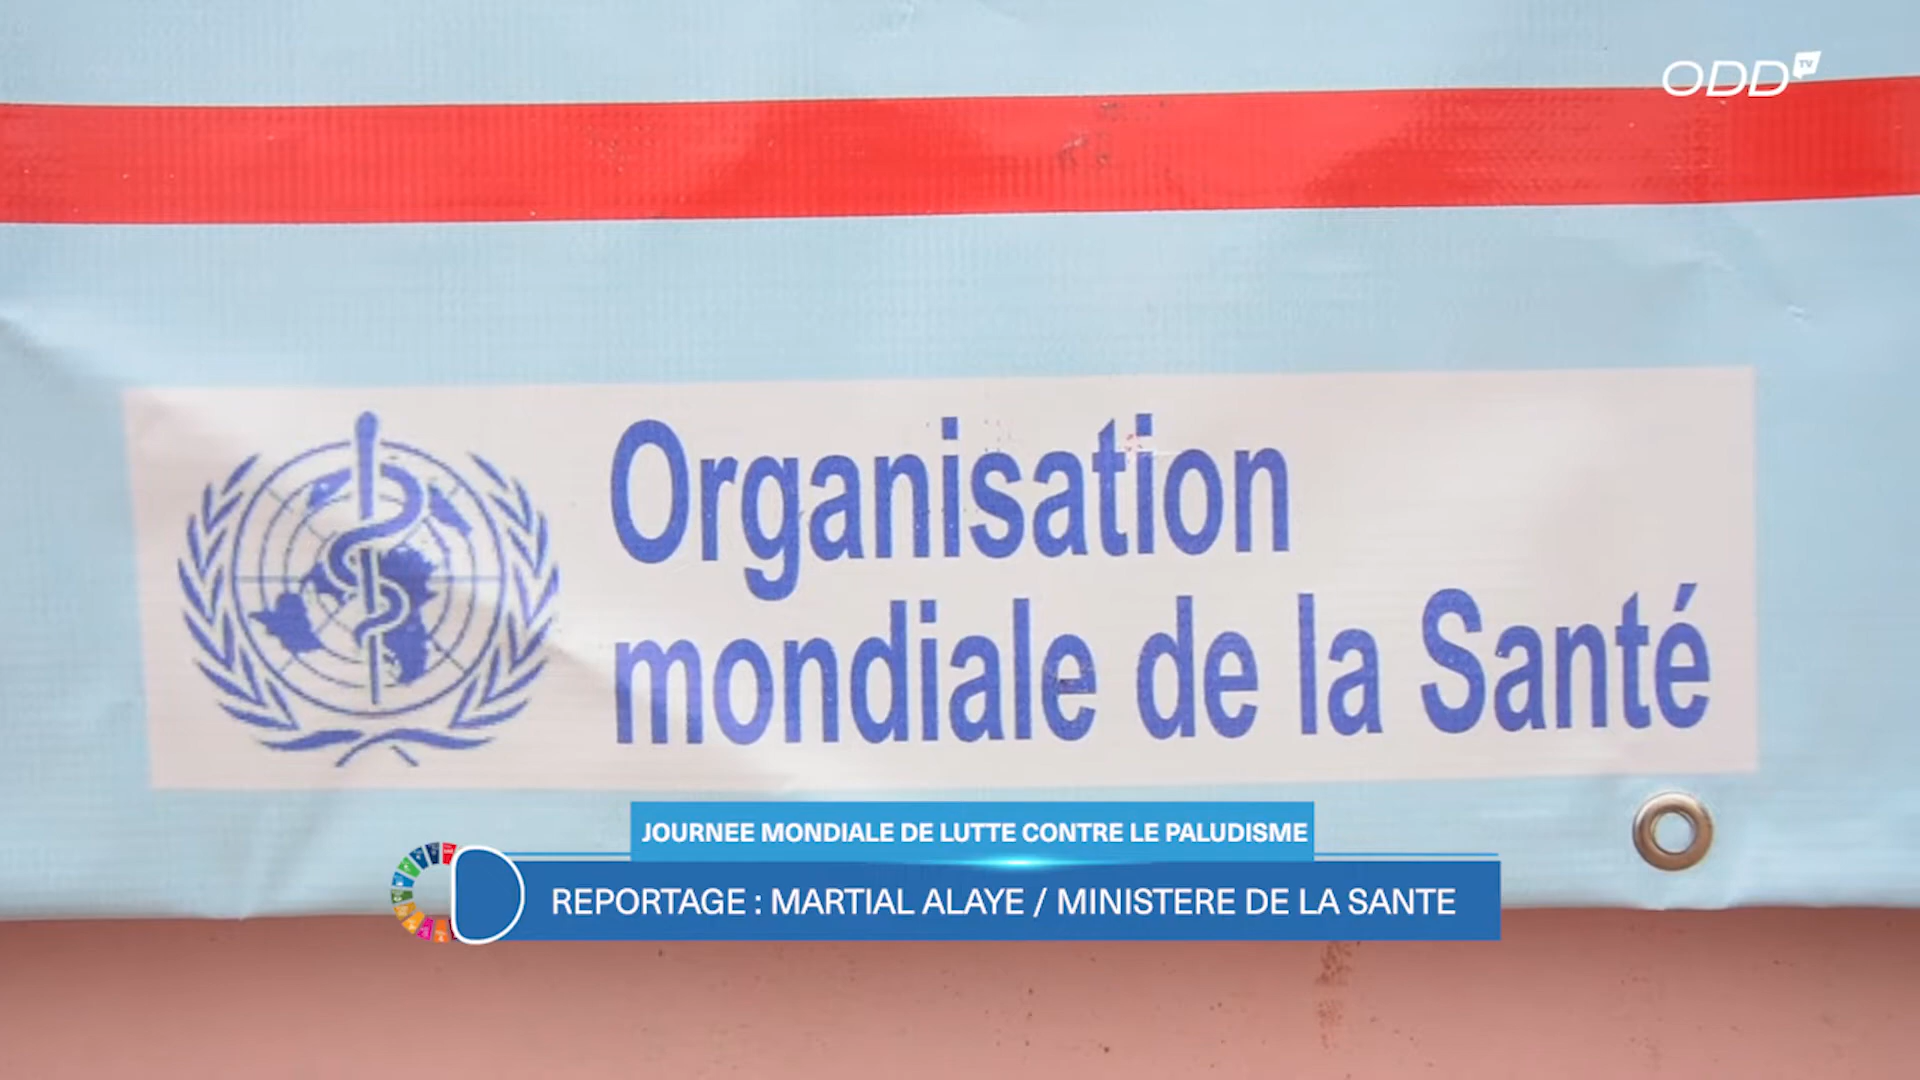 ODD TV
Organisation
mondiale de la Santé
JOURNEE MONDIALE DE LUTTE CONTRE LE PALUDISME
REPORTAGE : MARTIAL ALAYE / MINISTERE DE LA SANTE